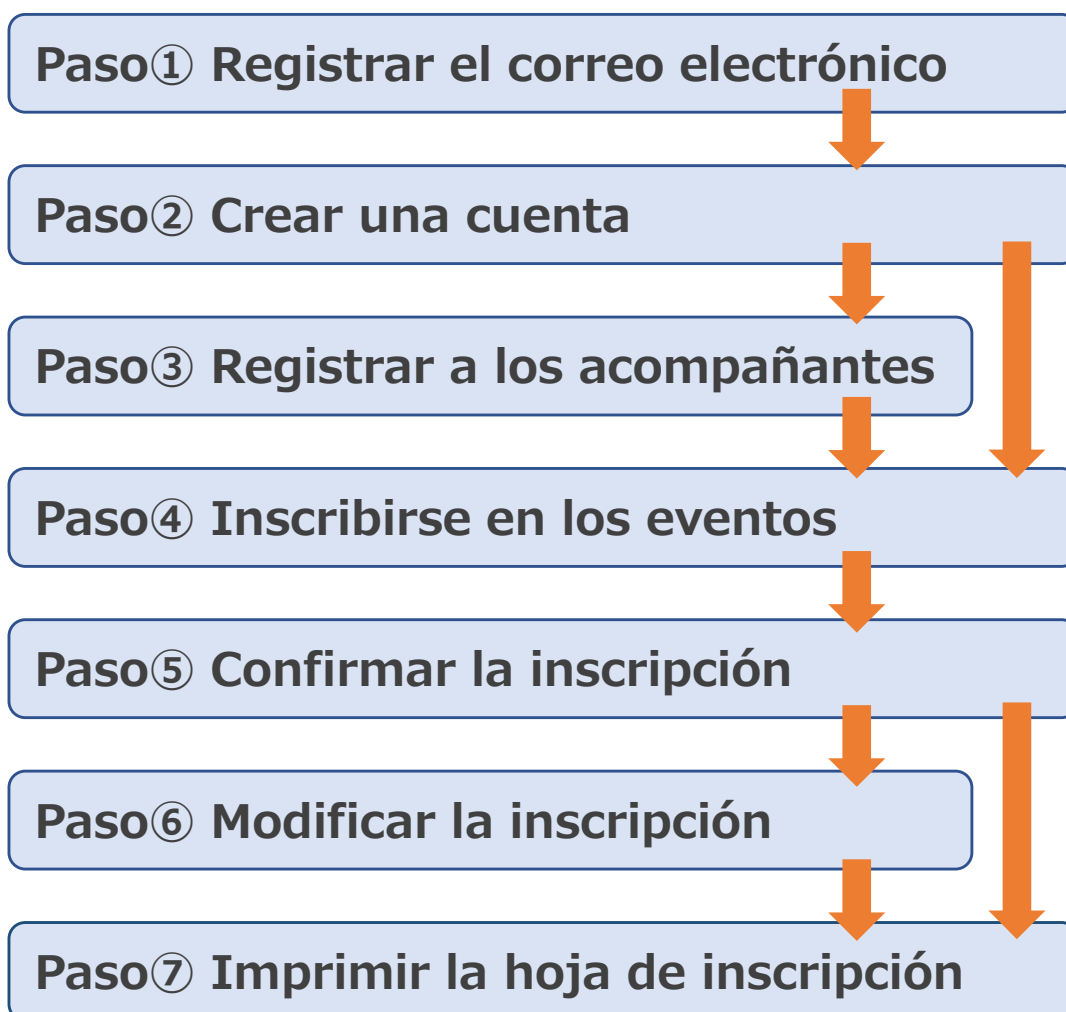 Paso① Registrar el correo electrónico
Paso② Crear una cuenta
Paso③ Registrar a los acompañantes
Paso④ Inscribirse en los eventos
Paso⑤ Confirmar la inscripción
Paso⑥ Modificar la inscripción
Paso⑦ Imprimir la hoja de inscripción